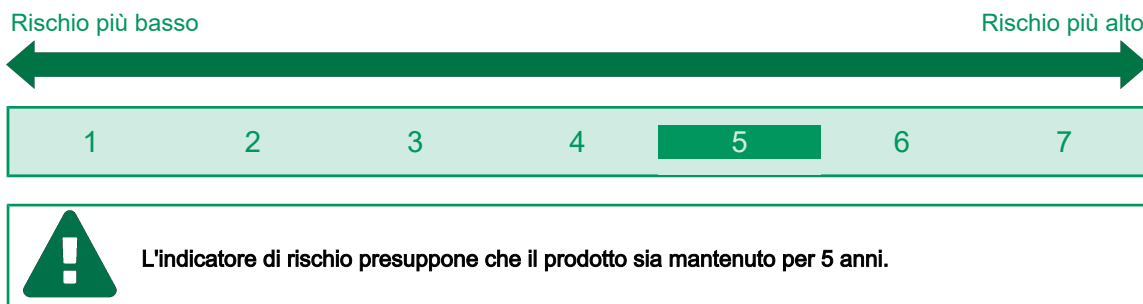 Rischio più basso Rischio più alto
1 2 3 4 5 6 7
L'indicatore di rischio presuppone che il prodotto sia mantenuto per 5 anni.